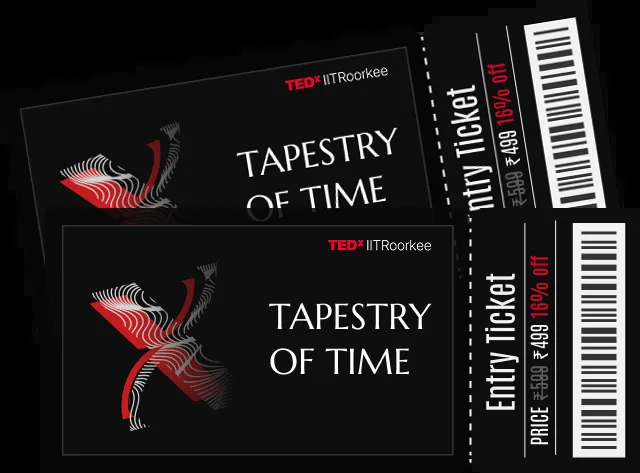 TEDx IITRoorkee
TAPESTRY
OF TIME
ntry Ticket
₹599 ₹499 16% off
TEDx IITRoorkee
TAPESTRY
OF TIME
Entry Ticket
PRICE ₹599 ₹499 16% off